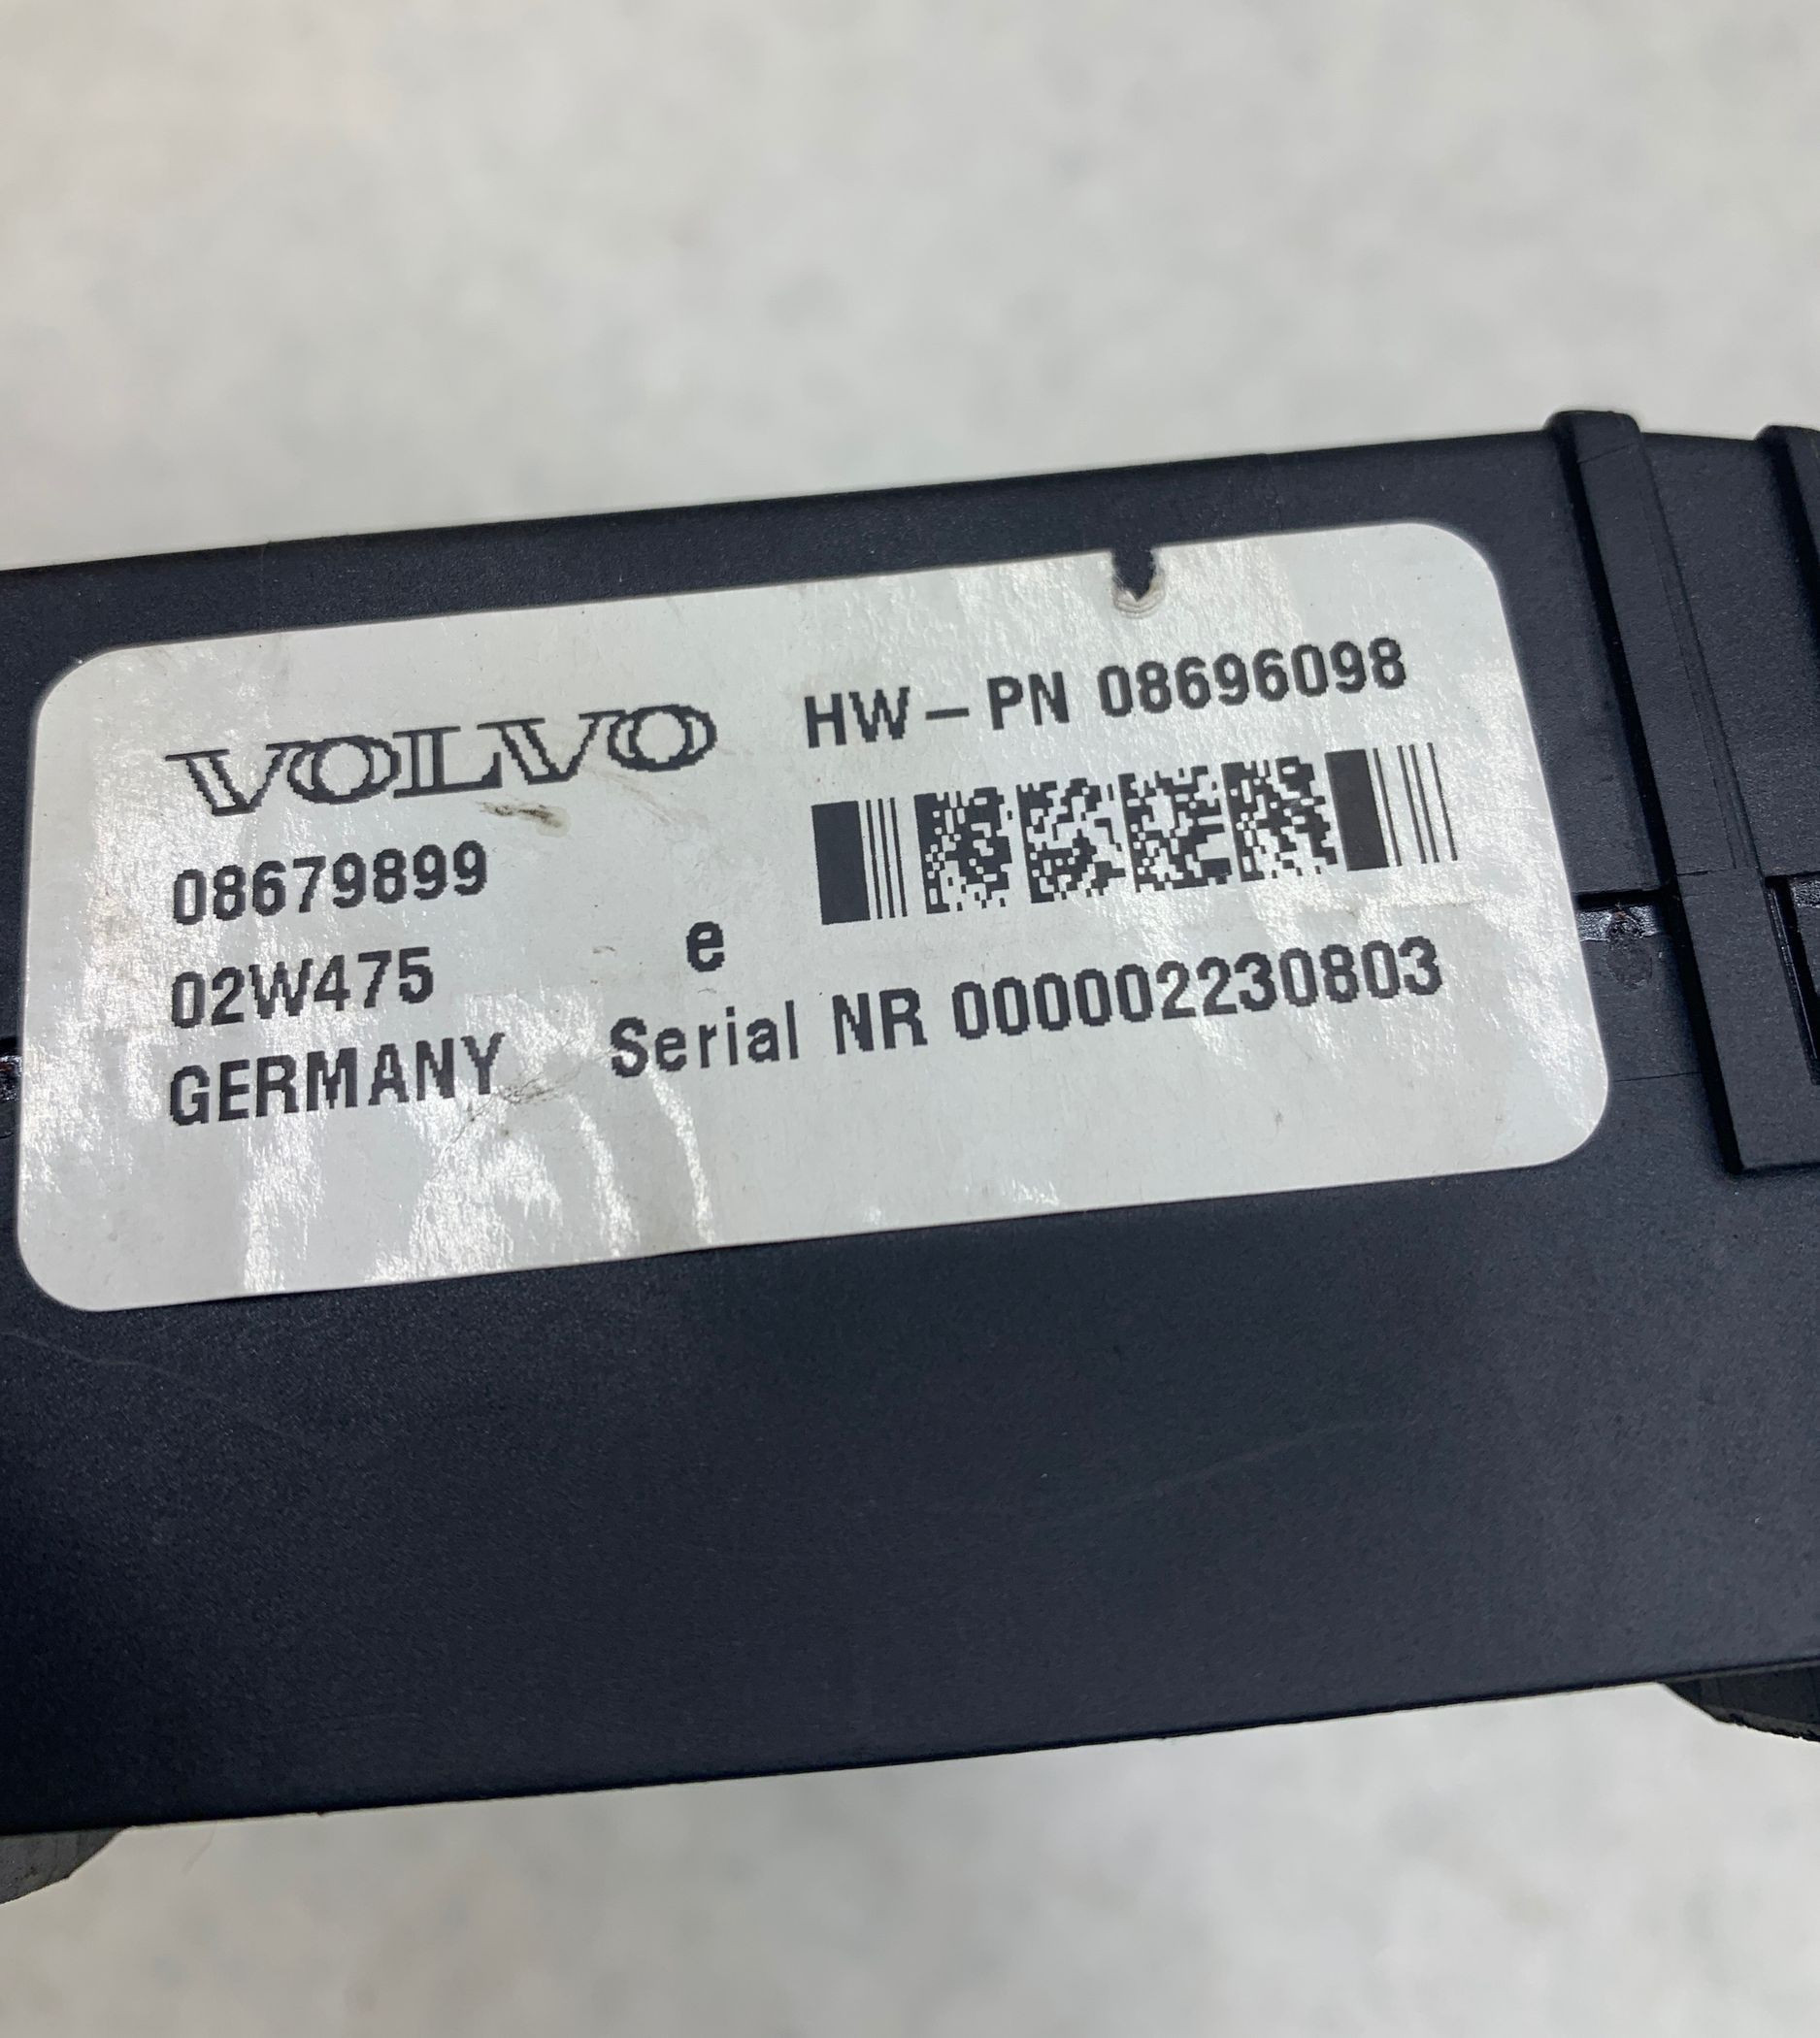 VOLVO
08679899
02W475
GERMANY
HW-PN 08696098
e
Serial NR 000002230803